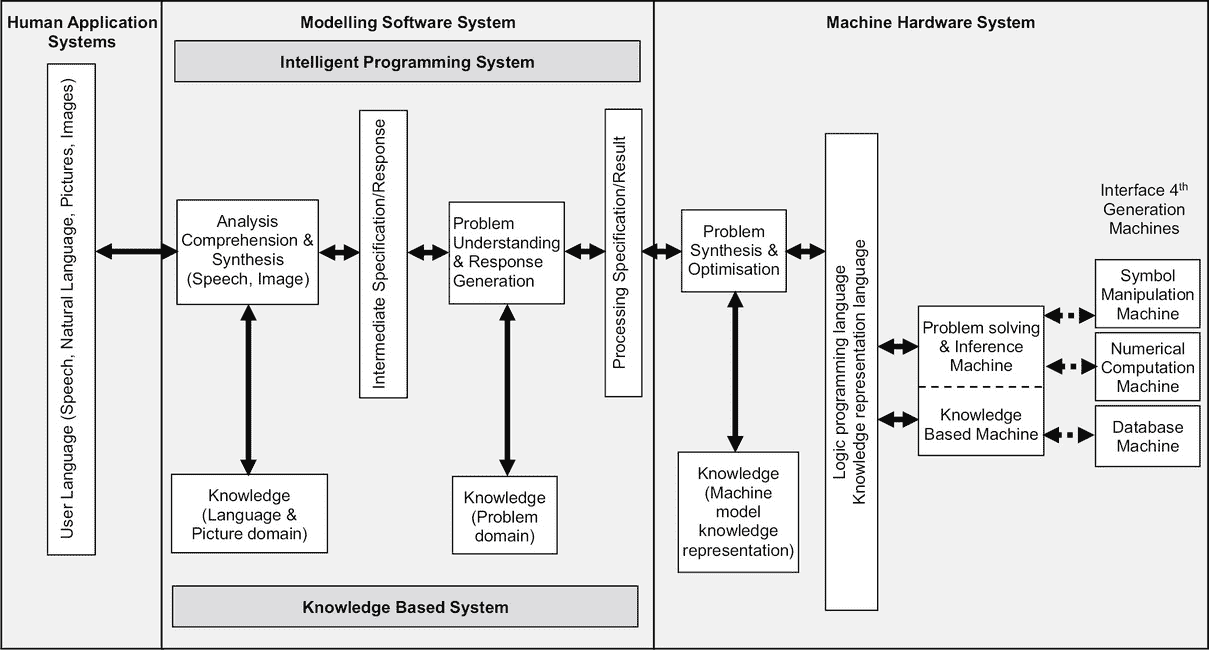 Human Application
Systems
User Language (Speech, Natural Language, Pictures, Images)
Modelling Software System
Intelligent Programming System
Analysis
Comprehension &
Synthesis
(Speech, Image)
Intermediate Specification/Response
Problem
Understanding
& Response
Generation
Processing Specification/Result
Knowledge
(Language &
Picture domain)
Knowledge
(Problem
domain)
Knowledge Based System
Machine Hardware System
Problem
Synthesis &
Optimisation
Knowledge
(Machine
model
knowledge
representation)
Logic programming language
Knowledge representation language
Problem solving
& Inference
Machine
Knowledge
Based Machine
Interface 4th
Generation
Machines
Symbol
Manipulation
Machine
Numerical
Computation
Machine
Database
Machine